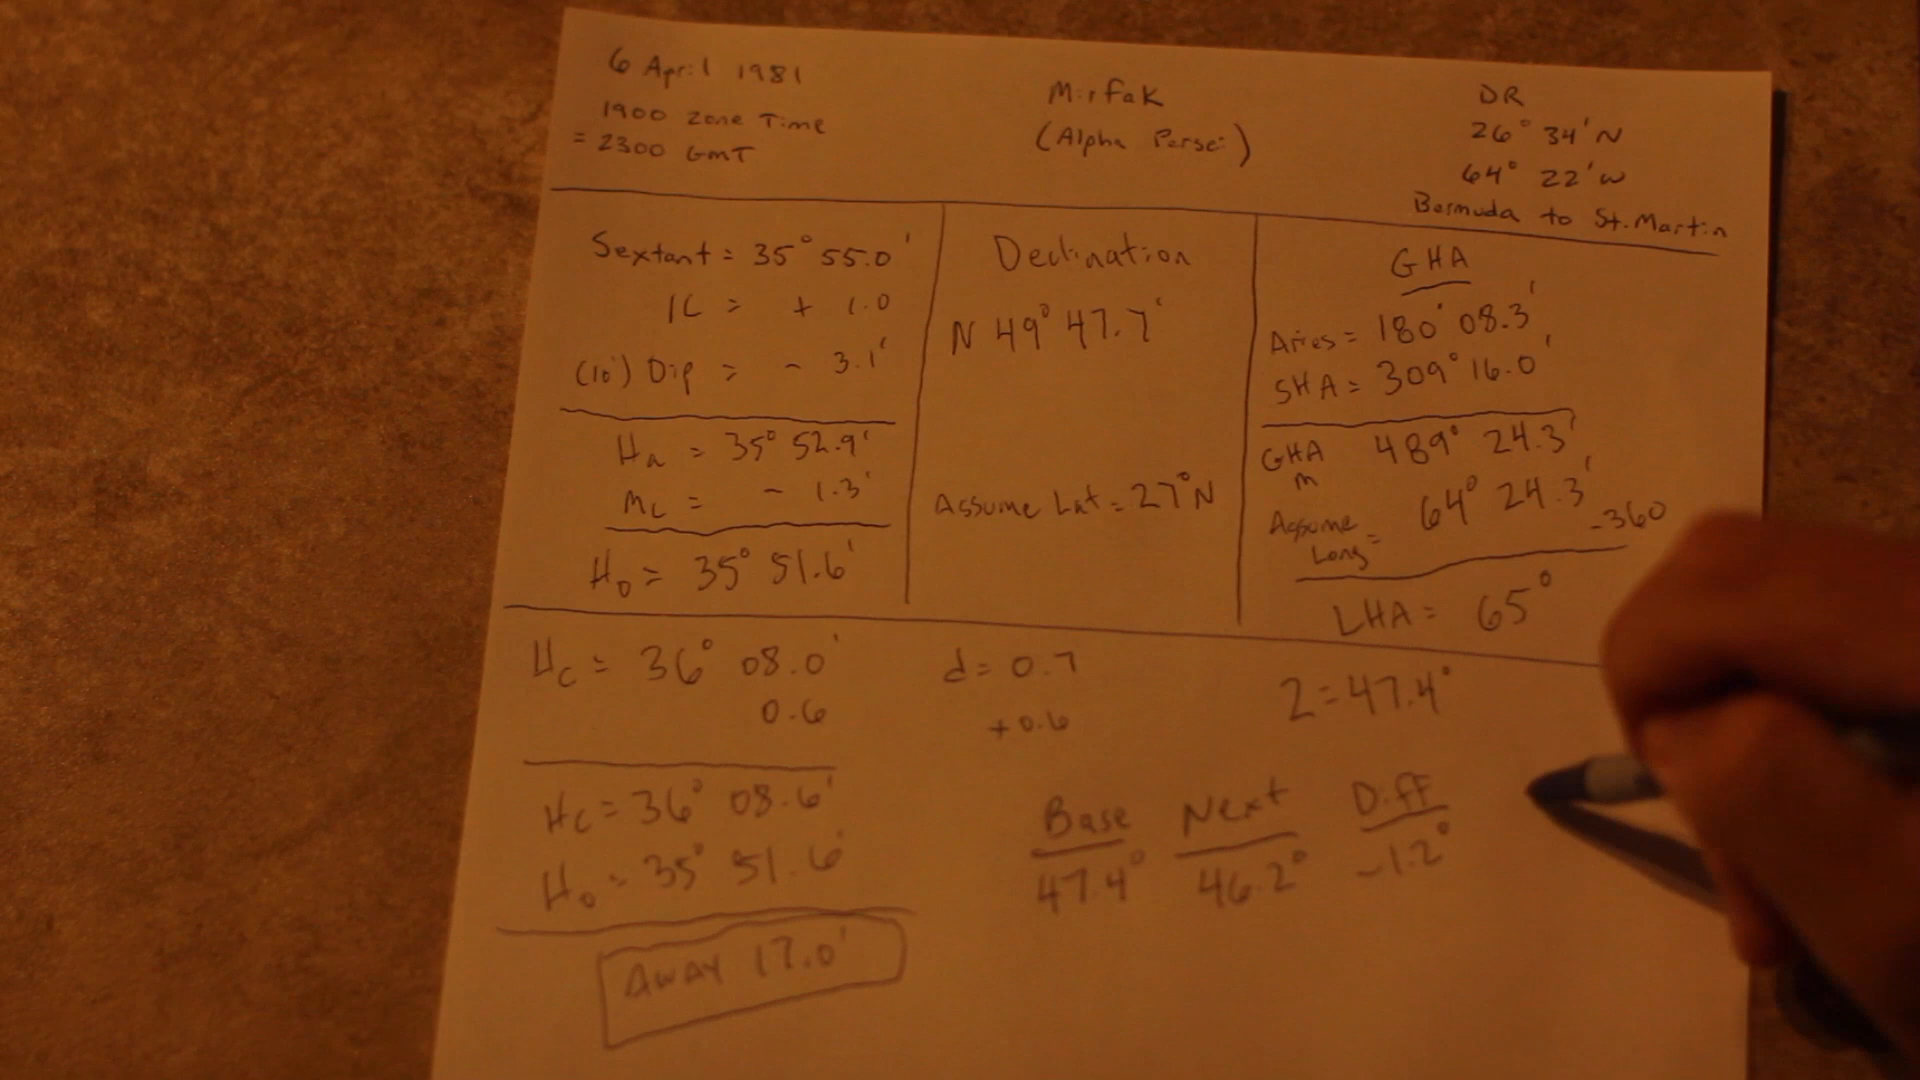 6 April 1981
1900 Zone Time
= 2300 GMT
Mirfak
(Alpha Persei)
DR
26° 34' N
64° 22' W
Bermuda to St. Martin
Sextant = 35° 55.0'
IC = + 1.0
(10') Dip = - 3.1'
Ha = 35° 52.9'
Mc = - 1.3'
Ho = 35° 51.6'
Declination
N 49° 47.7'
Assume Lat = 27° N
GHA
Aries = 180° 08.3'
SHA = 309° 16.0'
GHA 489° 24.3'
m
Assume Long = 64° 24.3'
-360
LHA = 65°
Hc = 36° 08.0'
0.6
Hc = 36° 08.6'
Ho = 35° 51.6'
AWAY 17.0'
d = 0.7
+ 0.6
Z = 47.4°
Base Next Diff
47.4° 46.2° -1.2°